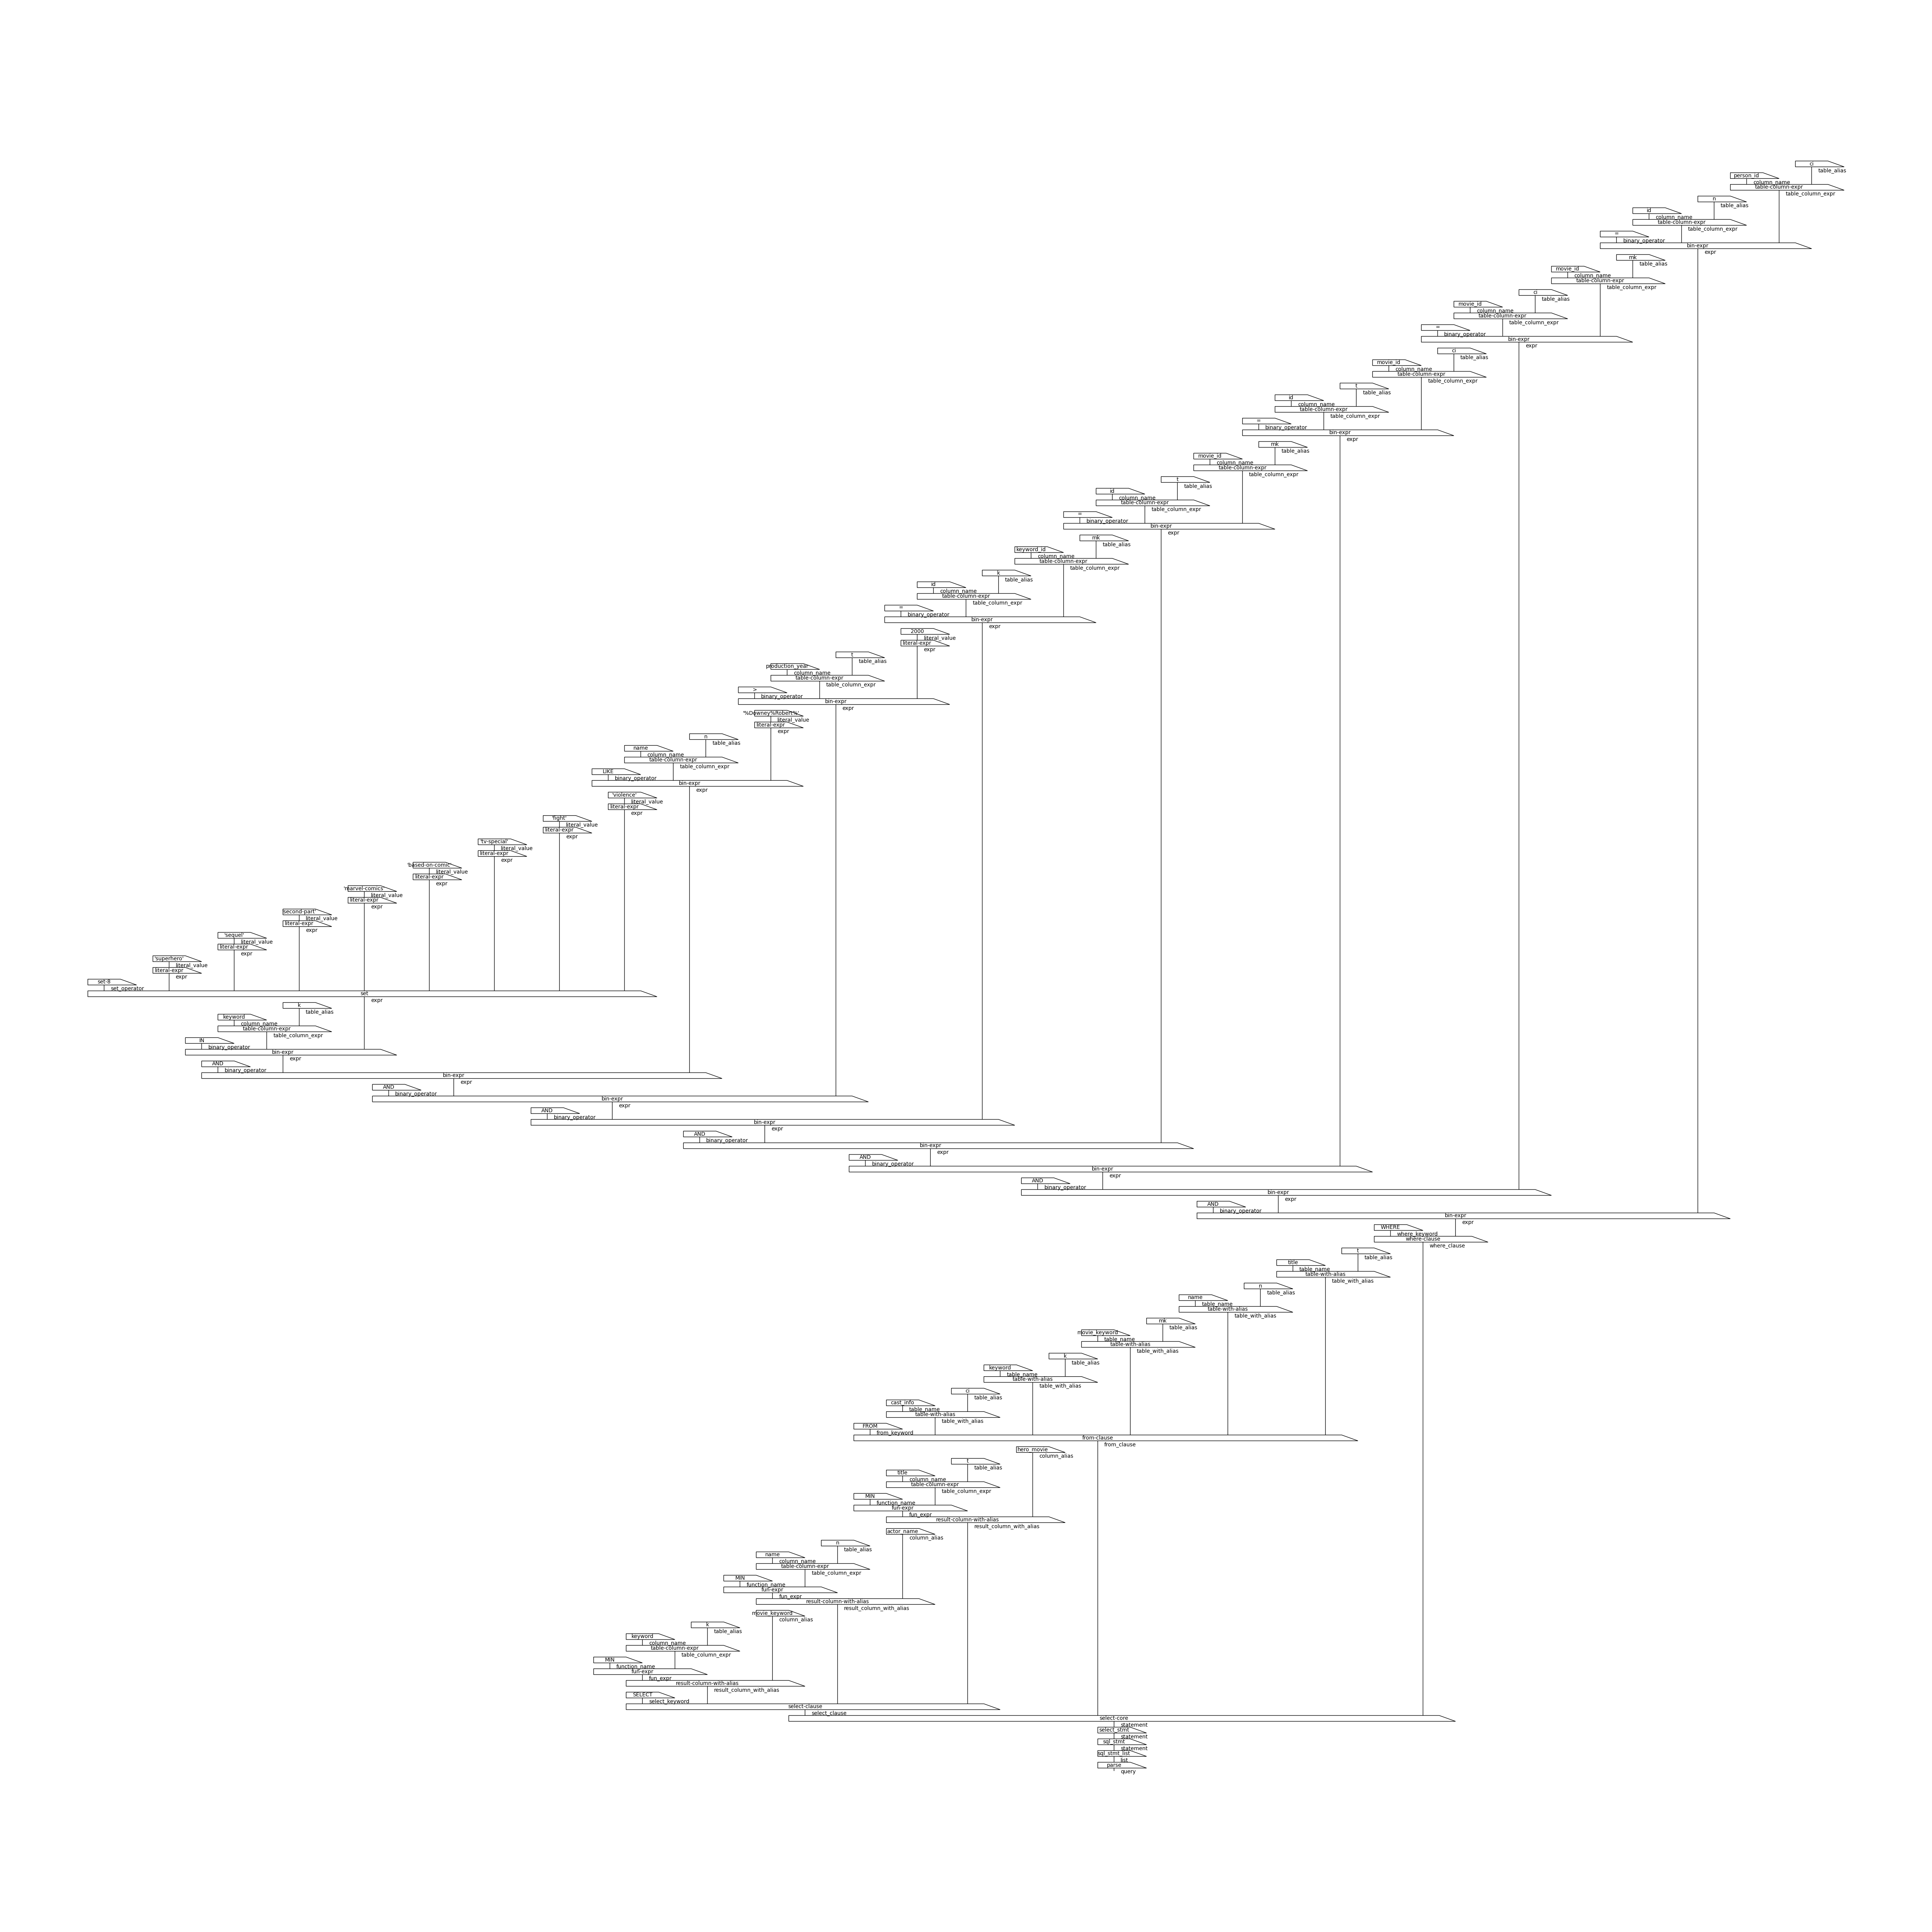 ci
person_id
table_alias
column_name
table-column-expr
table_column_expr
n
id
table_alias
column_name
table-column-expr
table_column_expr
=
binary_operator
bin-expr
expr
mk
movie_id
table_alias
column_name
table-column-expr
table_column_expr
ci
movie_id
table_alias
column_name
table-column-expr
table_column_expr
=
binary_operator
bin-expr
expr
ci
movie_id
table_alias
column_name
table-column-expr
table_column_expr
t
id
table_alias
column_name
table-column-expr
table_column_expr
=
binary_operator
bin-expr
expr
mk
movie_id
table_alias
column_name
table-column-expr
table_column_expr
t
id
table_alias
column_name
table-column-expr
table_column_expr
=
binary_operator
bin-expr
expr
mk
keyword_id
table_alias
column_name
table-column-expr
table_column_expr
k
id
table_alias
column_name
table-column-expr
table_column_expr
=
binary_operator
bin-expr
expr
2000
literal_value
literal-expr
expr
t
production_year
table_alias
column_name
table-column-expr
table_column_expr
>
binary_operator
bin-expr
expr
'%Downey%Robert%'
literal_value
literal-expr
expr
n
name
table_alias
column_name
table-column-expr
table_column_expr
LIKE
binary_operator
bin-expr
expr
'violence'
literal_value
literal-expr
expr
'fight'
literal_value
literal-expr
expr
'tv-special'
literal_value
literal-expr
expr
'based-on-comic'
literal_value
literal-expr
expr
'marvel-comics'
literal_value
literal-expr
expr
'second-part'
literal_value
literal-expr
expr
'sequel'
literal_value
literal-expr
expr
'superhero'
literal_value
literal-expr
expr
set-8
set_operator
set
expr
k
keyword
table_alias
column_name
table-column-expr
table_column_expr
IN
binary_operator
bin-expr
expr
AND
binary_operator
bin-expr
expr
AND
binary_operator
bin-expr
expr
AND
binary_operator
bin-expr
expr
AND
binary_operator
bin-expr
expr
AND
binary_operator
bin-expr
expr
AND
binary_operator
bin-expr
expr
AND
binary_operator
bin-expr
expr
WHERE
where_keyword
where-clause
where_clause
t
title
table_alias
table_name
table-with-alias
table_with_alias
n
name
table_alias
table_name
table-with-alias
table_with_alias
mk
movie_keyword
table_alias
table_name
table-with-alias
table_with_alias
k
keyword
table_alias
table_name
table-with-alias
table_with_alias
ci
cast_info
table_alias
table_name
table-with-alias
table_with_alias
FROM
from_keyword
from-clause
from_clause
hero_movie
column_alias
t
title
table_alias
column_name
table-column-expr
table_column_expr
MIN
function_name
fun-expr
fun_expr
result-column-with-alias
result_column_with_alias
actor_name
column_alias
n
name
table_alias
column_name
table-column-expr
table_column_expr
MIN
function_name
fun-expr
fun_expr
result-column-with-alias
result_column_with_alias
movie_keyword
column_alias
k
keyword
table_alias
column_name
table-column-expr
table_column_expr
MIN
function_name
fun-expr
fun_expr
result-column-with-alias
result_column_with_alias
SELECT
select_keyword
select-clause
select_clause
select-core
statement
select_stmt
statement
sql_stmt
statement
sql_stmt_list
list
parse
query